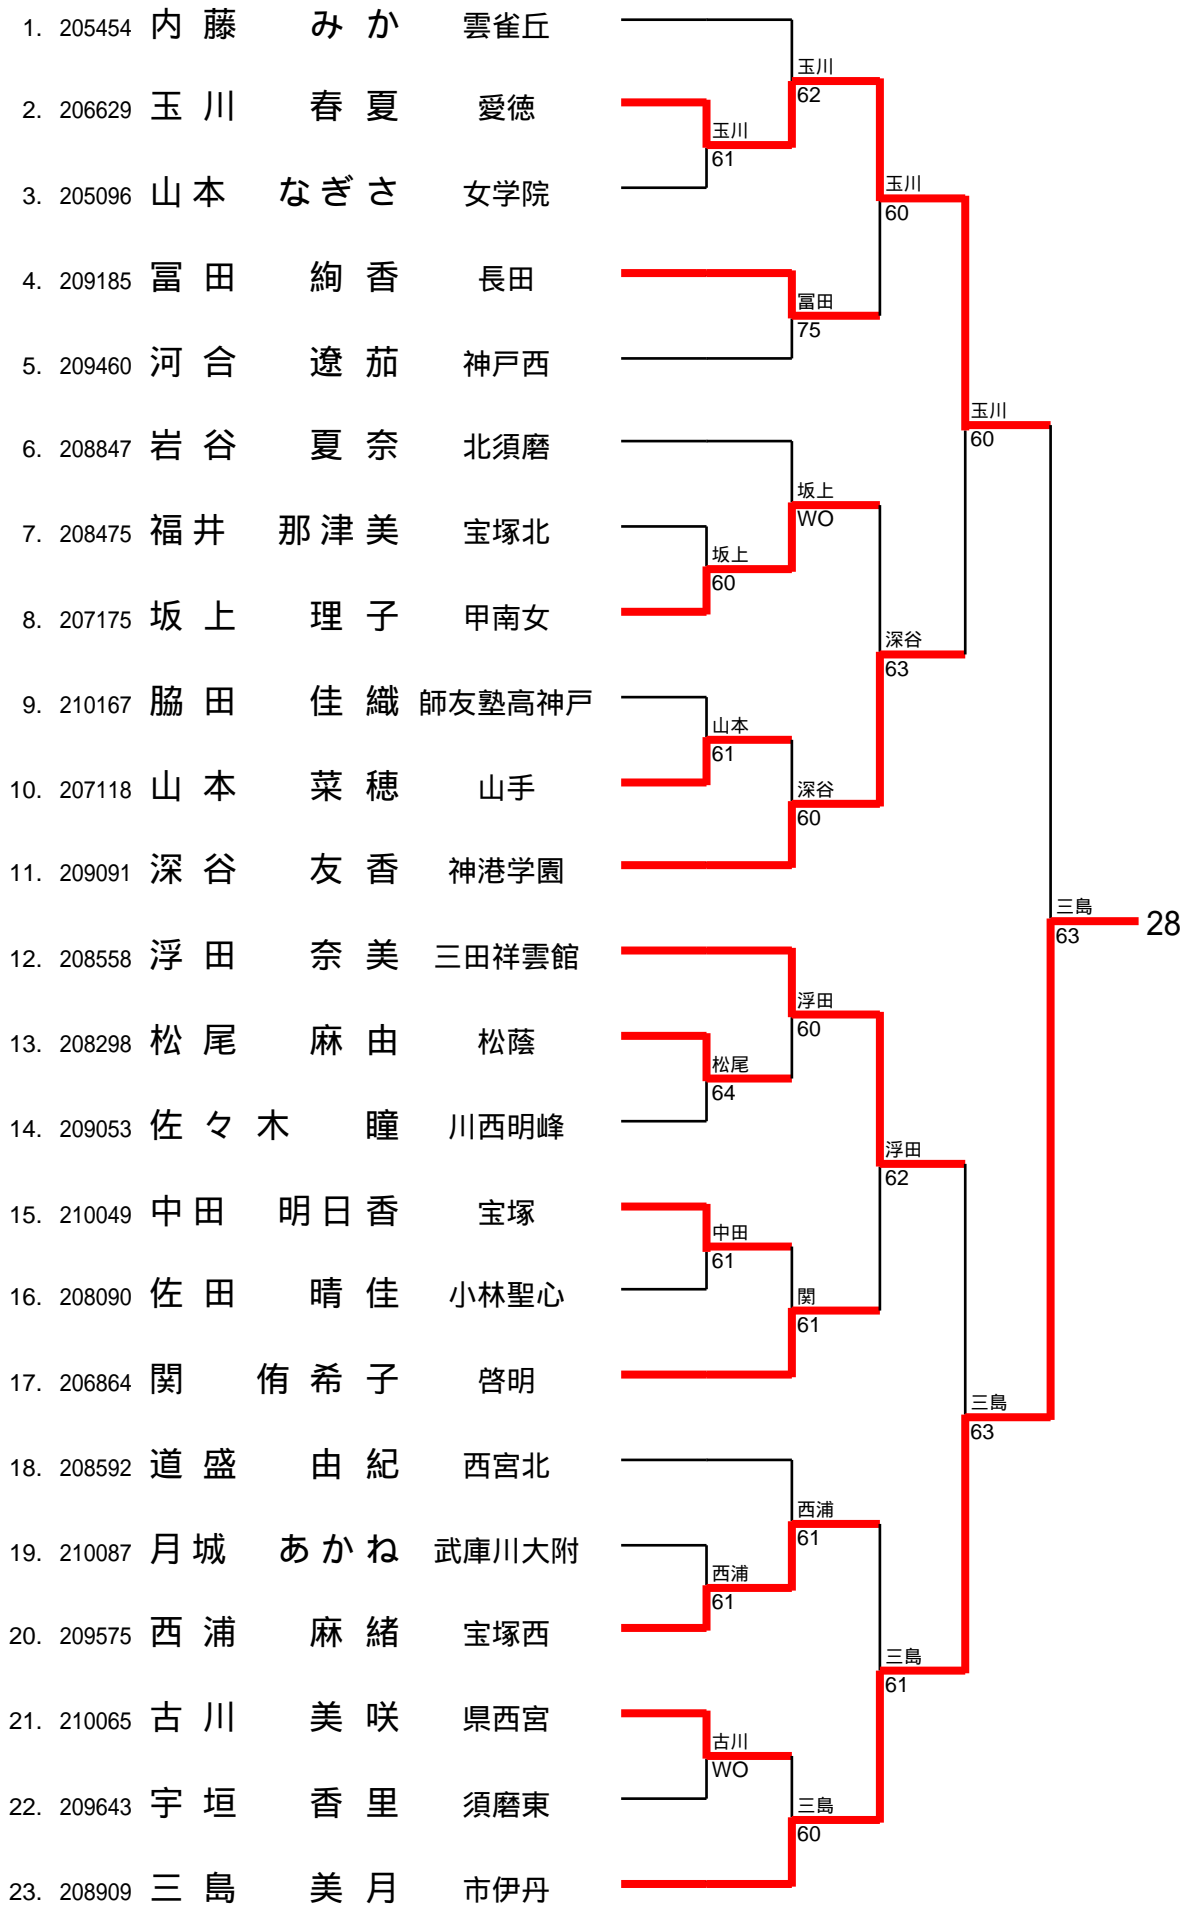 1. 205454 内藤 みか 雲雀丘
2. 206629 玉川 春夏 愛徳
3. 205096 山本 なぎさ 女学院
4. 209185 冨田 絢香 長田
5. 209460 河合 遼茄 神戸西
6. 208847 岩谷 夏奈 北須磨
7. 208475 福井 那津美 宝塚北
8. 207175 坂上 理子 甲南女
9. 210167 脇田 佳織 師友塾高神戸
10. 207118 山本 菜穂 山手
11. 209091 深谷 友香 神港学園
12. 208558 浮田 奈美 三田祥雲館
13. 208298 松尾 麻由 松蔭
14. 209053 佐々木 瞳 川西明峰
15. 210049 中田 明日香 宝塚
16. 208090 佐田 晴佳 小林聖心
17. 206864 関 侑希子 啓明
18. 208592 道盛 由紀 西宮北
19. 210087 月城 あかね 武庫川大附
20. 209575 西浦 麻緒 宝塚西
21. 210065 古川 美咲 県西宮
22. 209643 宇垣 香里 須磨東
23. 208909 三島 美月 市伊丹
玉川
61
坂上
60
山本
61
松尾
64
中田
61
西浦
61
古川
WO
玉川
62
冨田
75
坂上
WO
深谷
60
浮田
60
関
61
西浦
61
三島
60
玉川
60
深谷
63
浮田
62
三島
61
玉川
60
三島
63
三島
63
28